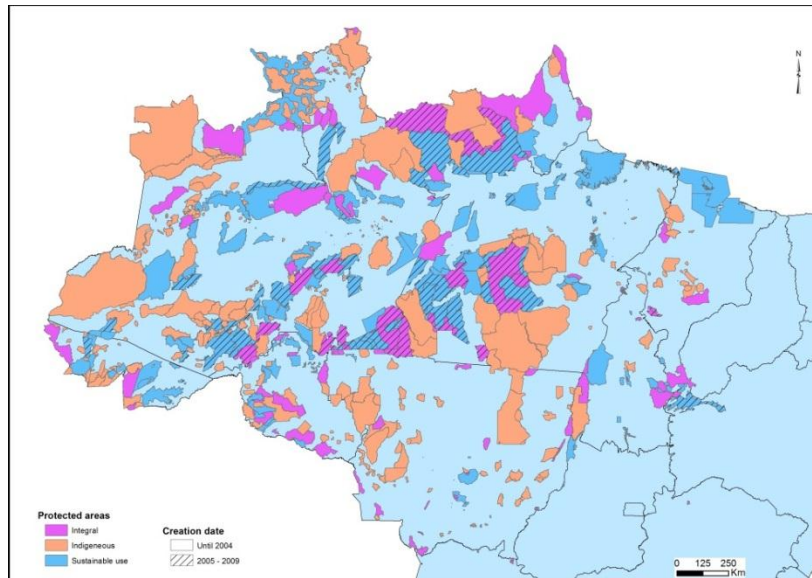 N
Protected areas
Integral
Indigeneous
Sustainable use
Creation date
Until 2004
2005 - 2009
0 125 250
Km